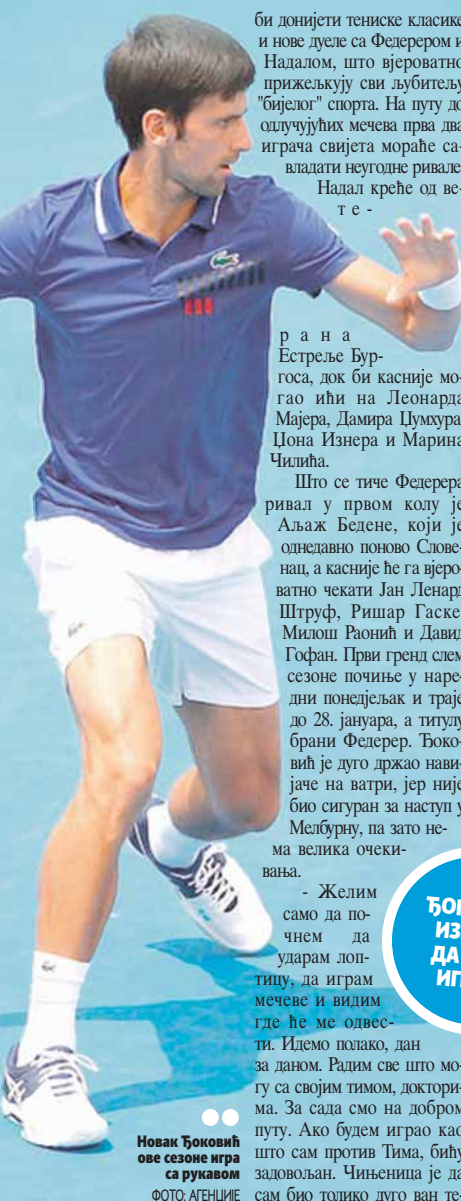 би донијети тениске класике
и нове дуеле са Федерером и
Надалом, што вјероватно
прижељкују сви љубитељу
"бијелог" спорта. На путу до
одлучујућих мечева прва два
играча свијета мораће са-
владати неугодне ривале.
Надал креће од ве-
т е -
р а н а
Естреље Бур-
госа, док би касније мо-
гао ићи на Леонарда
Мајера, Дамира Џумхура,
Џона Изнера и Марина
Чилића.
Што се тиче Федерера
ривал у првом колу је
Аљаж Бедене, који је
однедавно поново Слове-
нац, а касније ће га вјеро-
ватно чекати Јан Ленард
Штруф, Ришар Гаске,
Милош Раонић и Давид
Гофан. Први гренд слем
сезоне почиње у наре-
дни понедјељак и траје
до 28. јануара, а титулу
брани Федерер. Ђоко-
вић је дуго држао нави-
јаче на ватри, јер није
био сигуран за наступ у
Мелбурну, па зато не-
ма велика очеки-
вања.
- Желим
само да по-
чнем да
ударам лоп-
тицу, да играм
мечеве и видим
где ће ме одвес-
ти. Идемо полако, дан
за даном. Радим све што мо-
гу са својим тимом, доктори-
ма. За сада смо на добром
путу. Ако будем играо као
што сам против Тима, бићу
задовољан. Чињеница је да
сам био толико дуго ван те-
ДА
Новак Ђоковић
ове сезоне игра
са рукавом
ФОТО: АГЕНЦИЈЕ